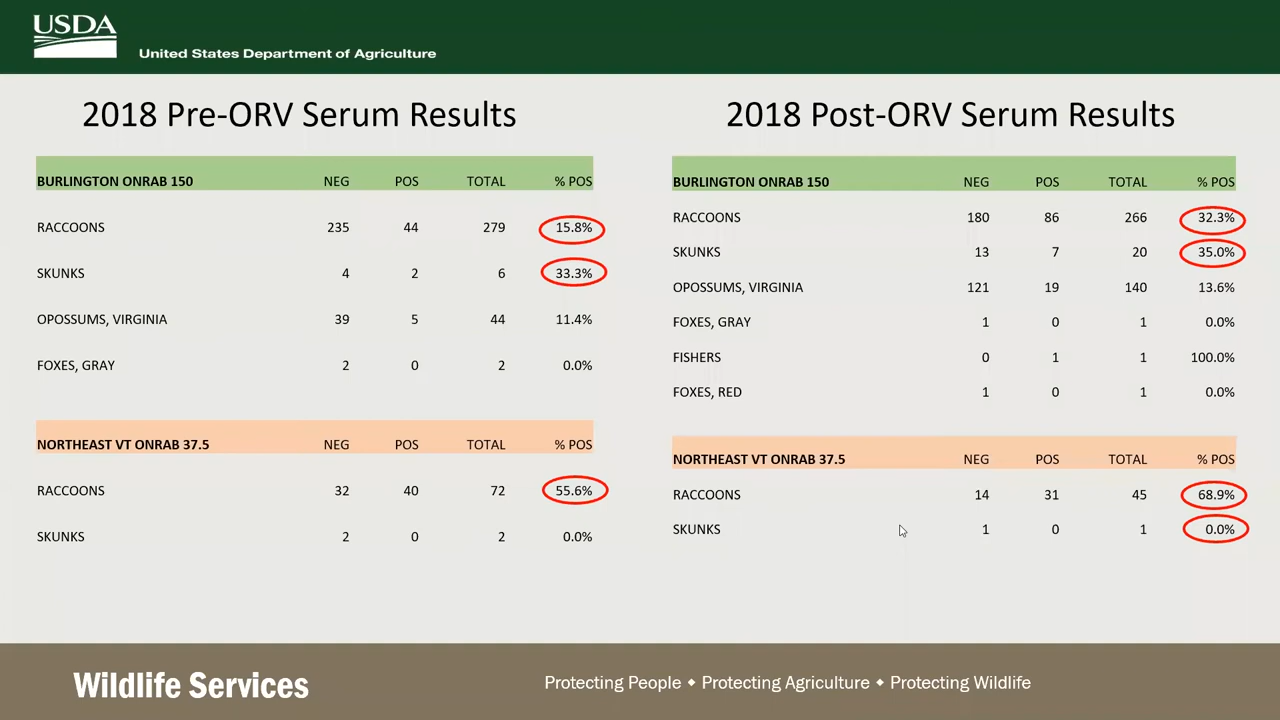 USDA
United States Department of Agriculture
2018 Pre-ORV Serum Results
BURLINGTON ONRAB 150 NEG POS TOTAL % POS
RACCOONS 235 44 279 15.8%
SKUNKS 4 2 6 33.3%
OPOSSUMS, VIRGINIA 39 5 44 11.4%
FOXES, GRAY 2 0 2 0.0%
NORTHEAST VT ONRAB 37.5 NEG POS TOTAL % POS
RACCOONS 32 40 72 55.6%
SKUNKS 2 0 2 0.0%
2018 Post-ORV Serum Results
BURLINGTON ONRAB 150 NEG POS TOTAL % POS
RACCOONS 180 86 266 32.3%
SKUNKS 13 7 20 35.0%
OPOSSUMS, VIRGINIA 121 19 140 13.6%
FOXES, GRAY 1 0 1 0.0%
FISHERS 0 1 1 100.0%
FOXES, RED 1 0 1 0.0%
NORTHEAST VT ONRAB 37.5 NEG POS TOTAL % POS
RACCOONS 14 31 45 68.9%
SKUNKS 1 0 1 0.0%
Wildlife Services
Protecting People ◆ Protecting Agriculture ◆ Protecting Wildlife